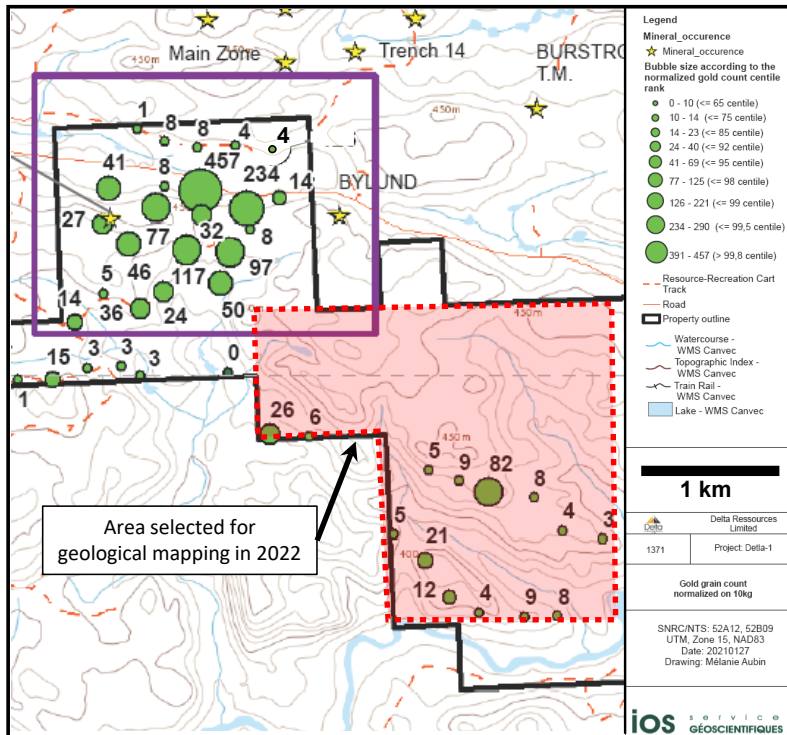 450m
450m
Main Zone
Trench 14
BURSTRO
T.M.
450m
1
8
8
4
4
41
8
457
234
14
BYLUND
27
77
32
8
5
46
117
97
14
36
24
50
450m
450m
15
3
3
3
0
1
26
6
450m
5
9
82
8
4
3
5
21
400
12
4
9
8
Area selected for
geological mapping in 2022
Legend
Mineral_occurence
Mineral_occurence
Bubble size according to the
normalized gold count centile
rank
0 - 10 (<= 65 centile)
10 - 14 (<= 75 centile)
14 - 23 (<= 85 centile)
24 - 40 (<= 92 centile)
41 - 69 (<= 95 centile)
77 - 125 (<= 98 centile)
126 - 221 (<= 99 centile)
234 - 290 (<= 99,5 centile)
391 - 457 (> 99,8 centile)
Resource-Recreation Cart
Track
Road
Property outline
Watercourse -
WMS Canvec
Topographic Index -
WMS Canvec
Train Rail -
WMS Canvec
Lake - WMS Canvec
1 km
Delta
Delta Ressources
Limited
1371
Project: Detla-1
Gold grain count
normalized on 10kg
SNRC/NTS: 52A12, 52B09
UTM, Zone 15, NAD83
Date: 20210127
Drawing: Mélanie Aubin
ios service
GÉOSCIENTIFIQUES